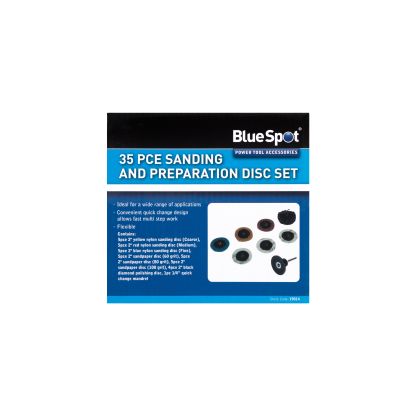 BlueSpot®
POWER TOOL ACCESSORIES
35 PCE SANDING
AND PREPARATION DISC SET
- Ideal for a wide range of applications
- Convenient quick change design
allows fast multi step work
- Flexible
Contains:
5pcs 2" yellow nylon sanding disc (Coarse),
5pcs 2" red nylon sanding disc (Medium),
5pcs 2" blue nylon sanding disc (Fine),
5pcs 2" sandpaper disc (60 grit), 5pcs
2" sandpaper disc (80 grit), 5pcs 2"
sandpaper disc (100 grit), 4pcs 2" black
diamond polishing disc, 1pc 1/4" quick
change mandrel
Stock Code: 19014